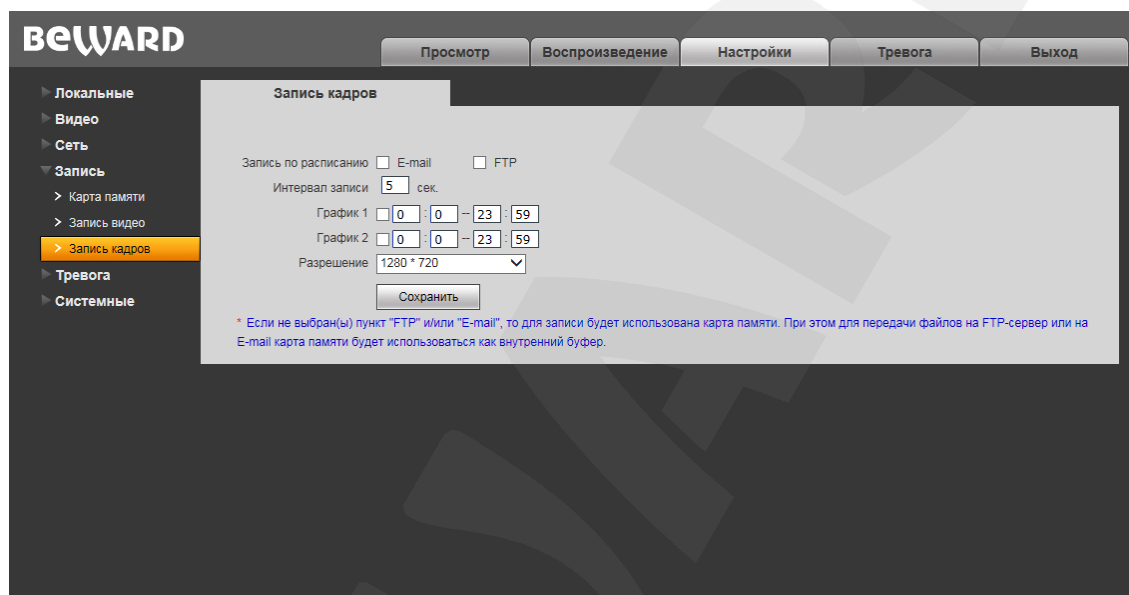 BEWARD
Просмотр Воспроизведение Настройки Тревога Выход
Локальные
Видео
Сеть
Запись
> Карта памяти
> Запись видео
> Запись кадров
Тревога
Системные
Запись кадров
Запись по расписанию E-mail FTP
Интервал записи 5 сек.
График 1 0 : 0 -- 23 : 59
График 2 0 : 0 -- 23 : 59
Разрешение 1280 * 720
Сохранить
* Если не выбран(ы) пункт "FTP" и/или "E-mail", то для записи будет использована карта памяти. При этом для передачи файлов на FTP-сервер или на
E-mail карта памяти будет использоваться как внутренний буфер.